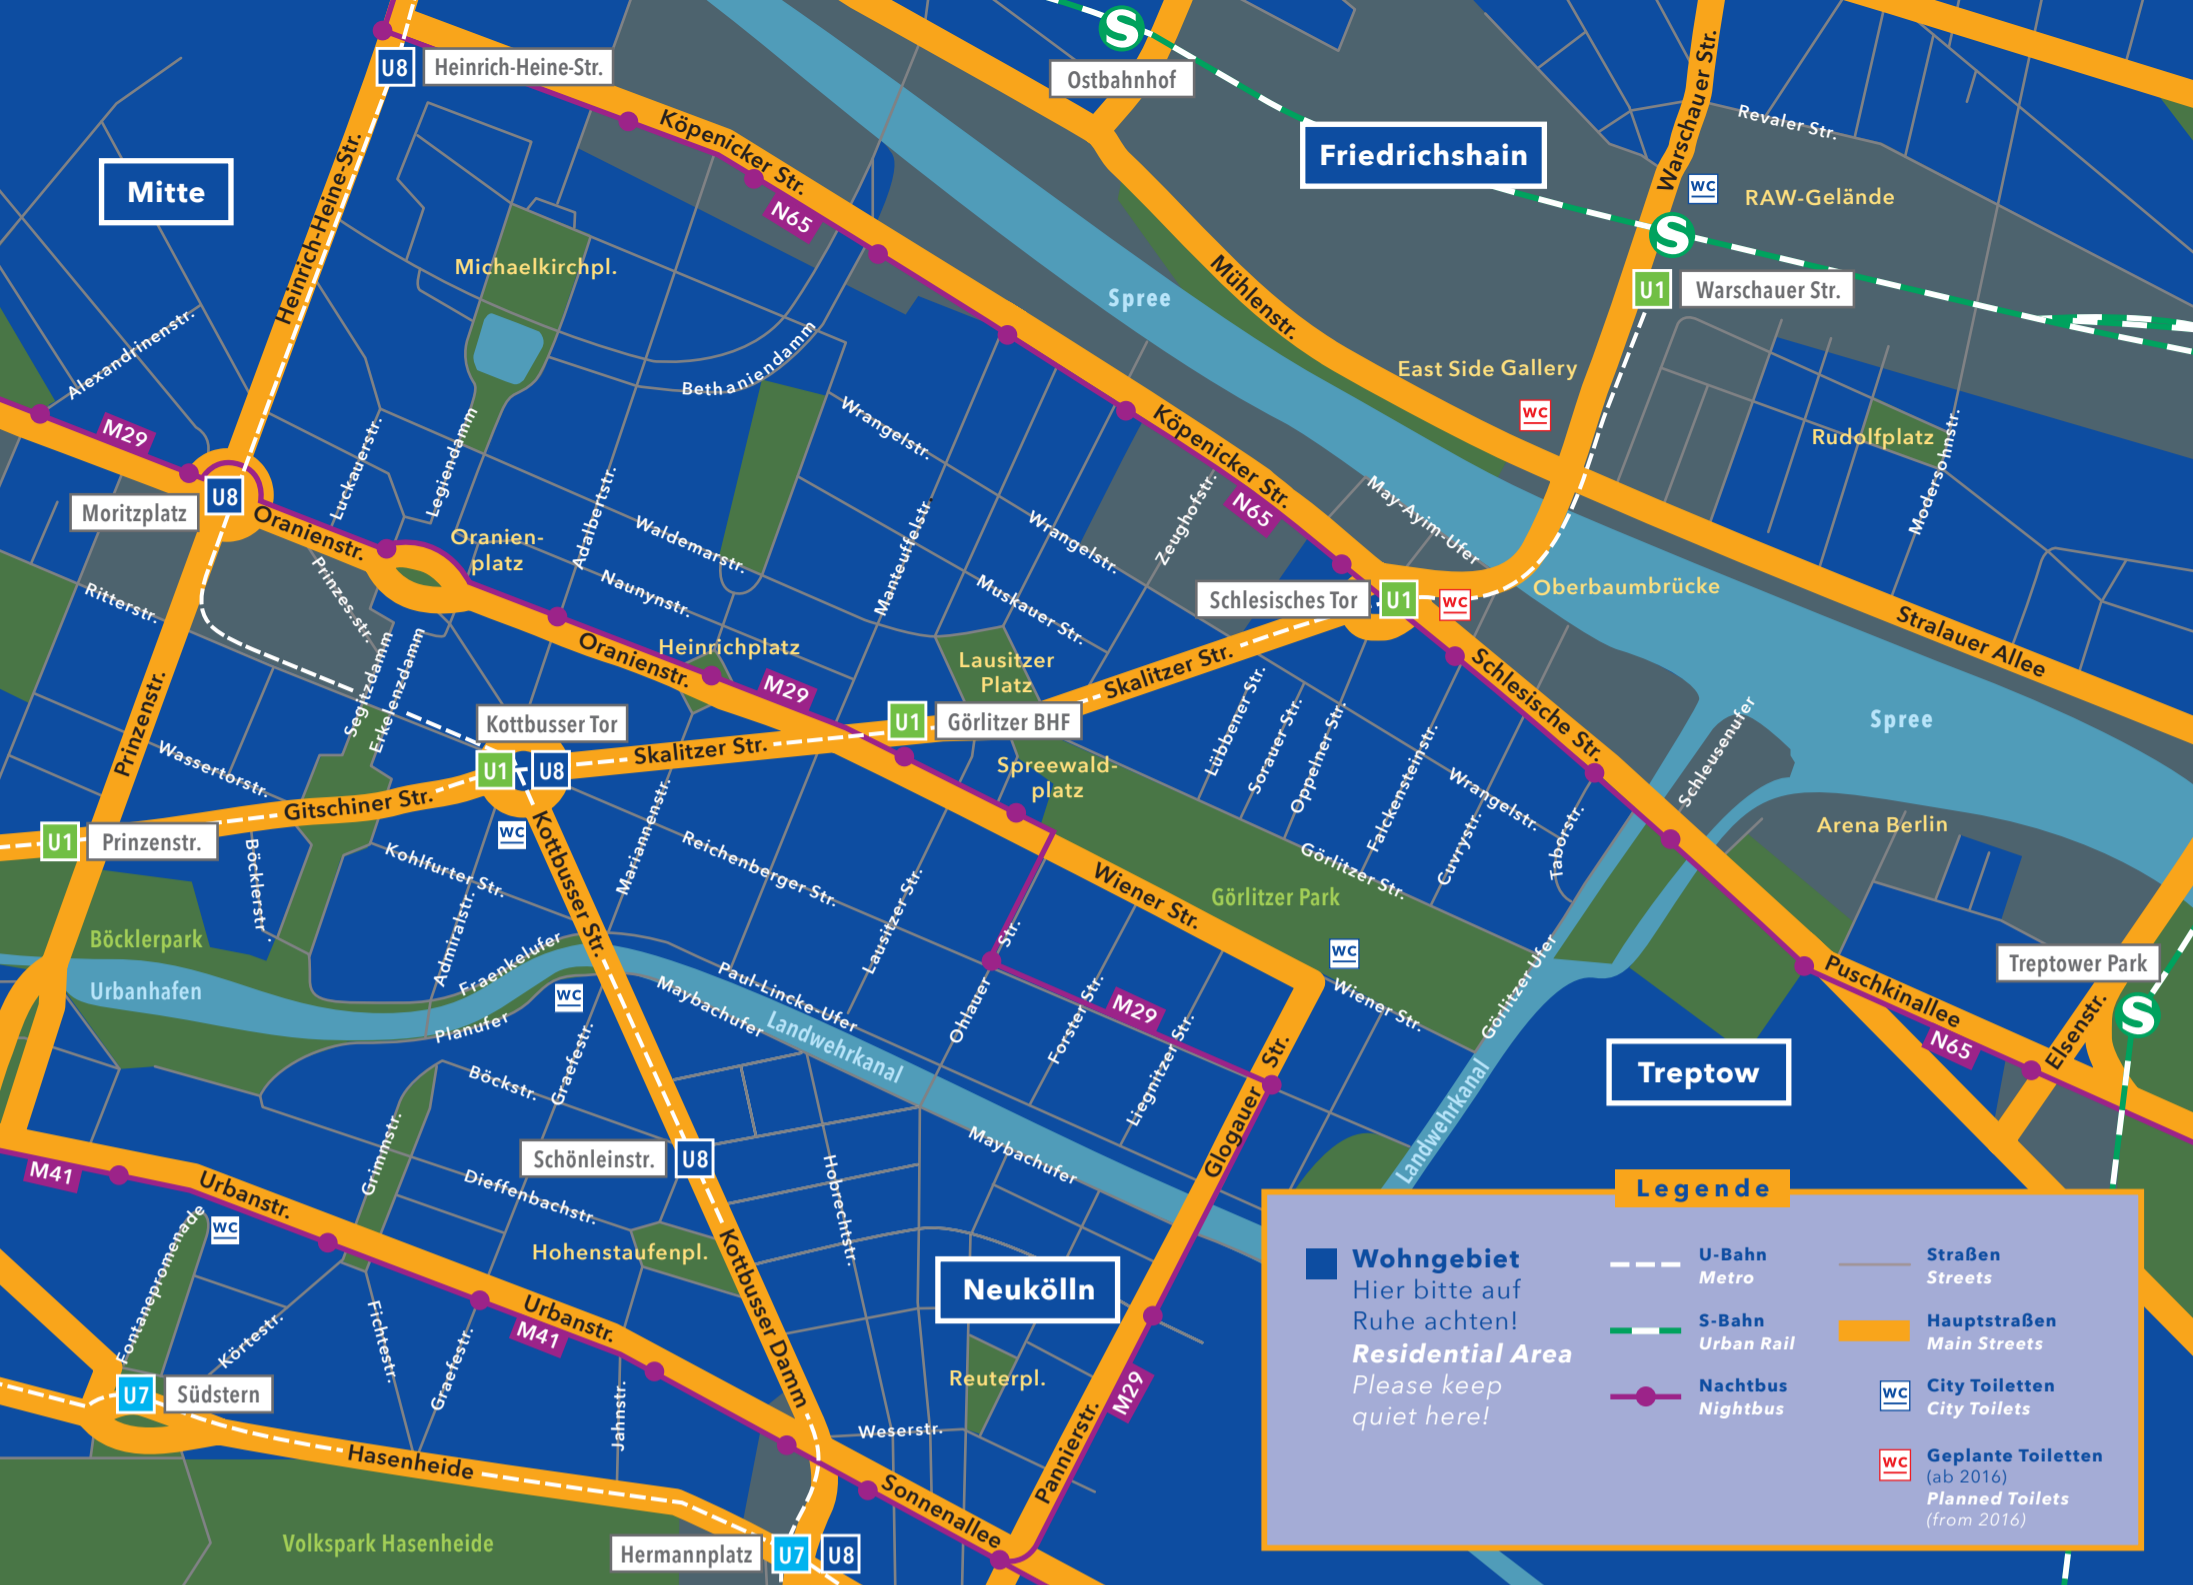 S
Ostbahnhof
U8
Heinrich-Heine-Str.
Köpenicker Str.
N65
Friedrichshain
Warschauer Str.
Revaler Str.
WC
RAW-Gelände
S
U1
Warschauer Str.
Mitte
Heinrich-Heine-Str.
Michaelkirchpl.
Mühlenstr.
Spree
East Side Gallery
WC
Rudolfplatz
Modersohnstr.
Alexandrinenstr.
Bethaniendamm
M29
Luckauerstr.
Legiendamm
Wrangelstr.
Köpenicker Str.
N65
Zeughofstr.
May-Ayim-Ufer
U8
Moritzplatz
Oranienstr.
Oranien-
platz
Adalbertstr.
Waldemarstr.
Manteuffelstr.
Wrangelstr.
Muskauer Str.
Naunynstr.
Schlesisches Tor
U1
WC
Oberbaumbrücke
Stralauer Allee
Ritterstr.
Prinzes.str.
Segitzdamm
Erkelenzdamm
Oranienstr.
Heinrichplatz
M29
Lausitzer
Platz
Skalitzer Str.
Schlesische Str.
Prinzenstr.
Wassertorstr.
Kottbusser Tor
U1
U8
Skalitzer Str.
U1
Görlitzer BHF
Spreewald-
platz
Lübbener Str.
Sorauer Str.
Oppelner Str.
Falckensteinstr.
Wrangelstr.
Cuvrystr.
Taborstr.
Schleusenufer
Spree
Arena Berlin
Gitschiner Str.
U1
Prinzenstr.
WC
Böcklerstr.
Kohlfurter Str.
Kottbusser Str.
Mariannenstr.
Reichenberger Str.
Lausitzer Str.
Wiener Str.
Görlitzer Str.
Görlitzer Park
WC
Wiener Str.
Görlitzer Ufer
Böcklerpark
Urbanhafen
Admiralstr.
Fraenkelufer
Planufer
WC
Paul-Lincke-Ufer
Maybachufer
Landwehrkanal
Ohlauer Str.
M29
Forster Str.
Liegnitzer Str.
Glogauer Str.
Landwehrkanal
Puschkinallee
N65
Treptower Park
S
Elsenstr.
Treptow
Böckstr.
Graefestr.
Grimmstr.
Schönleinstr.
U8
Dieffenbachstr.
Hobrechtstr.
Maybachufer
M41
Urbanstr.
WC
Fontanepromenade
Hohenstaufenpl.
Kottbusser Damm
Neukölln
Körtestr.
Fichtestr.
Graefestr.
Urbanstr.
M41
Jahnstr.
Reuterpl.
Weserstr.
M29
Pannierstr.
U7
Südstern
Hasenheide
Sonnenallee
Volkspark Hasenheide
Hermannplatz
U7
U8
Legende
Wohngebiet
Hier bitte auf
Ruhe achten!
Residential Area
Please keep
quiet here!
U-Bahn
Metro
S-Bahn
Urban Rail
Nachtbus
Nightbus
Straßen
Streets
Hauptstraßen
Main Streets
WC
City Toiletten
City Toilets
WC
Geplante Toiletten
(ab 2016)
Planned Toilets
(from 2016)